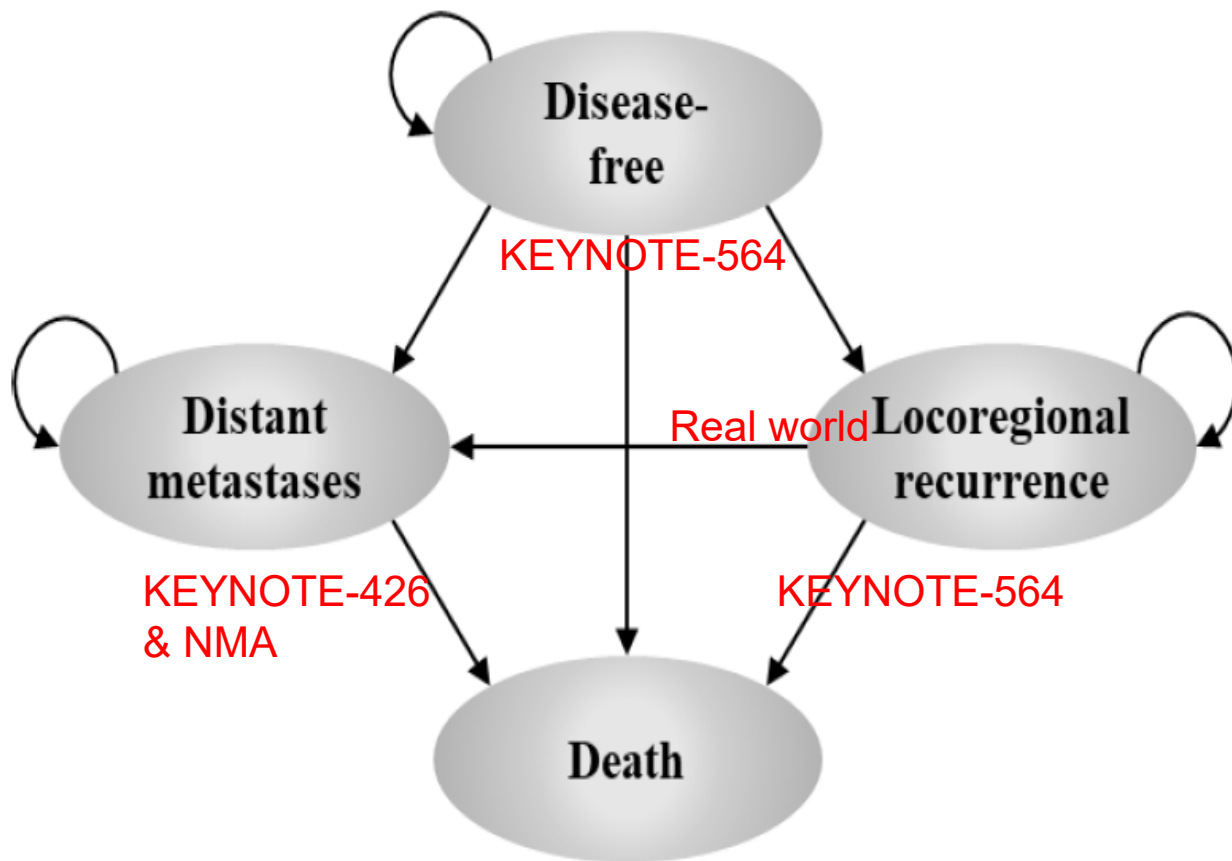 Disease-
free
KEYNOTE-564
Distant
metastases
Real world
Locoregional
recurrence
KEYNOTE-426
& NMA
KEYNOTE-564
Death